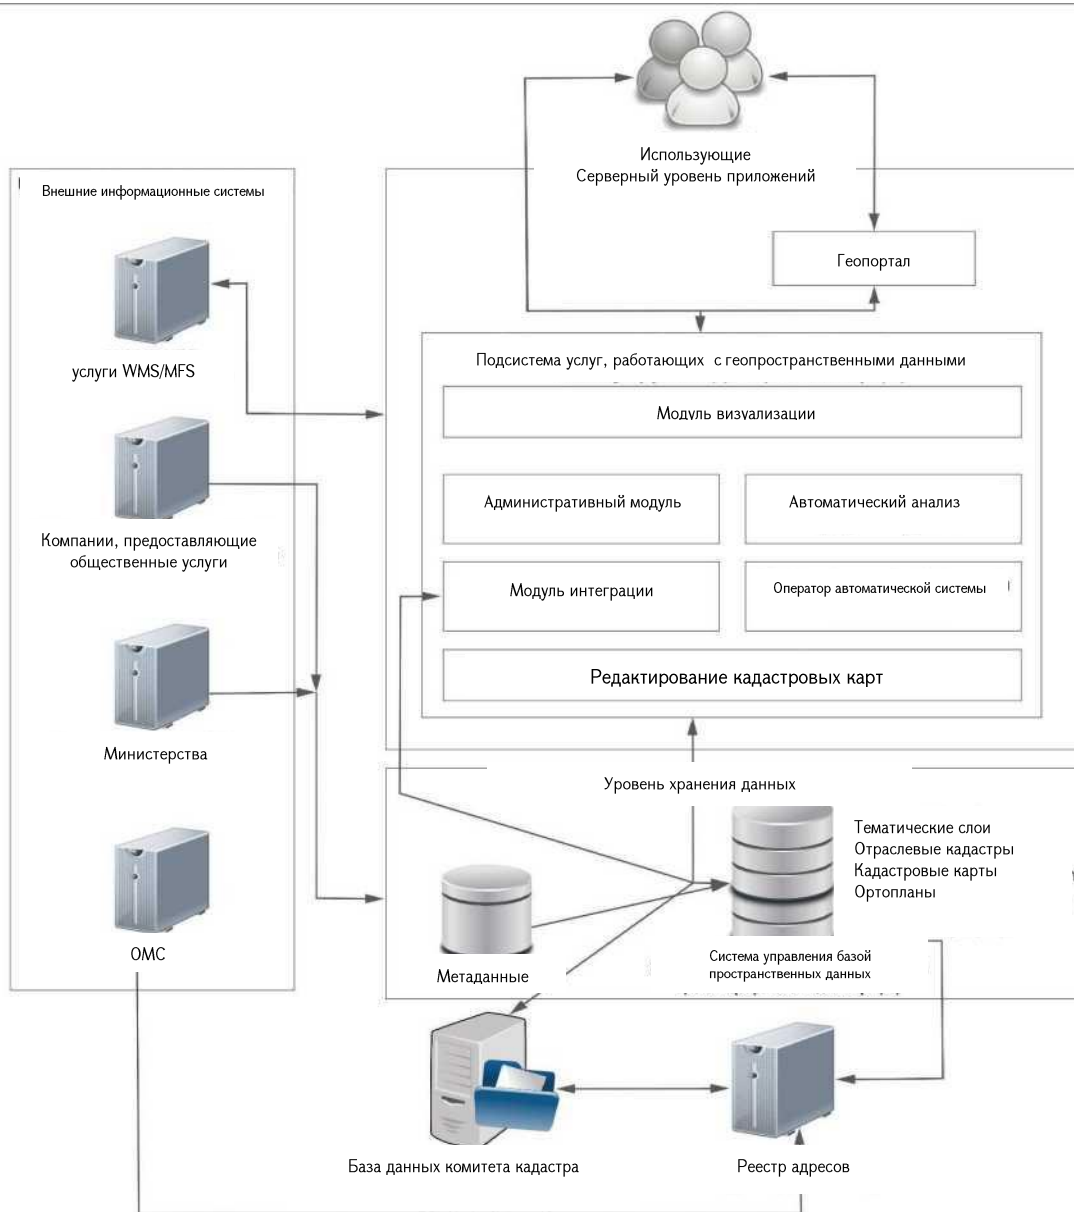 Использующие
Серверный уровень приложений
Внешние информационные системы
Геопортал
услуги WMS/MFS
Подсистема услуг, работающих с геопространственными данными
Модуль визуализации
Административный модуль
Автоматический анализ
Компании, предоставляющие
общественные услуги
Модуль интеграции
Оператор автоматической системы
Редактирование кадастровых карт
Министерства
Уровень хранения данных
Тематические слои
Отраслевые кадастры
Кадастровые карты
Ортопланы
ОМС
Метаданные
Система управления базой
пространственных данных
База данных комитета кадастра
Реестр адресов